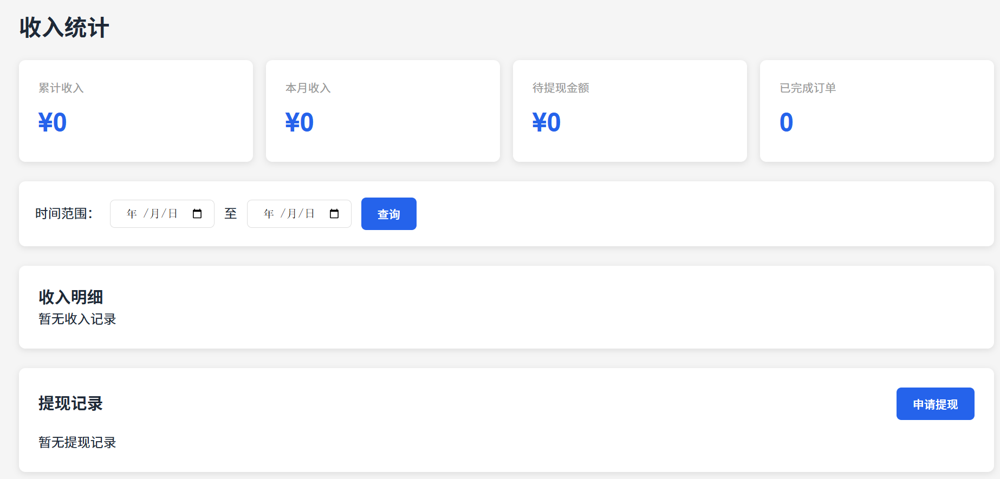 收入统计
累计收入
¥0
本月收入
¥0
待提现金额
¥0
已完成订单
0
时间范围： 年 /月/日 至 年 /月/日 查询
收入明细
暂无收入记录
提现记录
申请提现
暂无提现记录